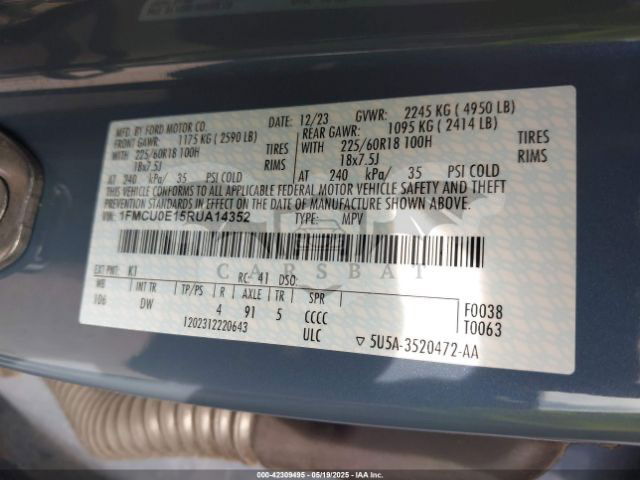 MFD. BY FORD MOTOR CO. DATE: 12/23 GVWR: 2245 KG ( 4950 LB)
FRONT GAWR: 1175 KG ( 2590 LB) REAR GAWR: 1095 KG ( 2414 LB)
WITH 225/60R18 100H TIRES WITH 225/60R18 100H TIRES
18x7.5J RIMS 18x7.5J RIMS
AT 240 kPa/ 35 PSI COLD AT 240 kPa/ 35 PSI COLD
THIS VEHICLE CONFORMS TO ALL APPLICABLE FEDERAL MOTOR VEHICLE SAFETY AND THEFT
PREVENTION STANDARDS IN EFFECT ON THE DATE OF MANUFACTURE SHOWN ABOVE.
VIN: 1FMCU0E15RUA14352 TYPE: MPV
CARSBAT
EXT PNT: K1 RC: 41 DSO:
WB INT TR TP/PS R AXLE TR SPR
106 DW 4 91 5 CCCC F0038
1202312220643 ULC T0063
▽ 5U5A-3520472-AA
000-42309495 - 05/19/2025 - IAAI.COM